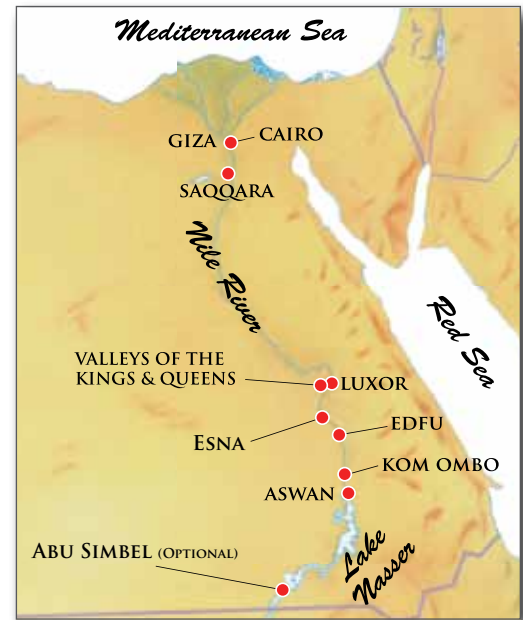 Mediterranean Sea
GIZA
CAIRO
SAQQARA
Nile River
Red Sea
VALLEYS OF THE
KINGS & QUEENS
LUXOR
ESNA
EDFU
KOM OMBO
ASWAN
ABU SIMBEL (OPTIONAL)
Lake
Nasser